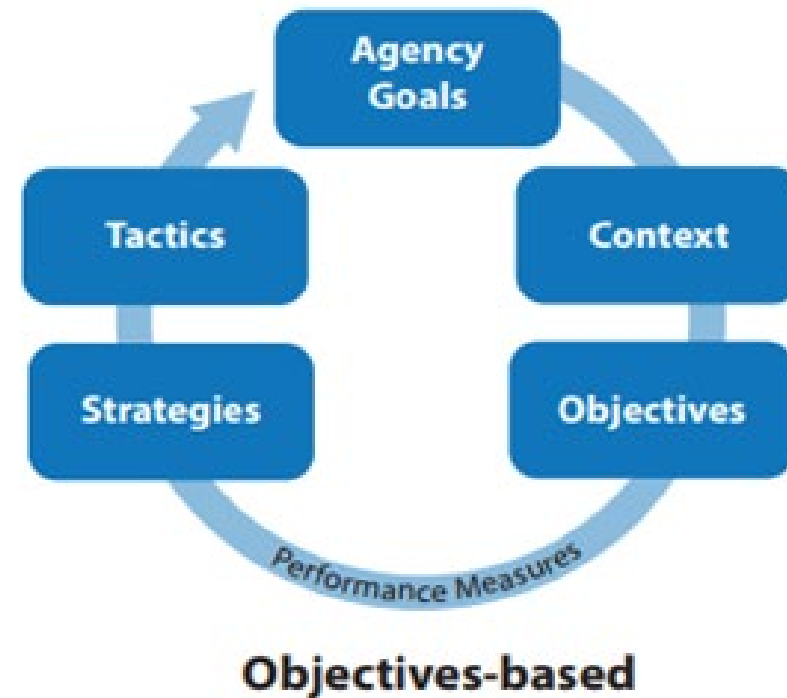 Agency
Goals
Tactics
Context
Strategies
Objectives
Performance Measures
Objectives-based